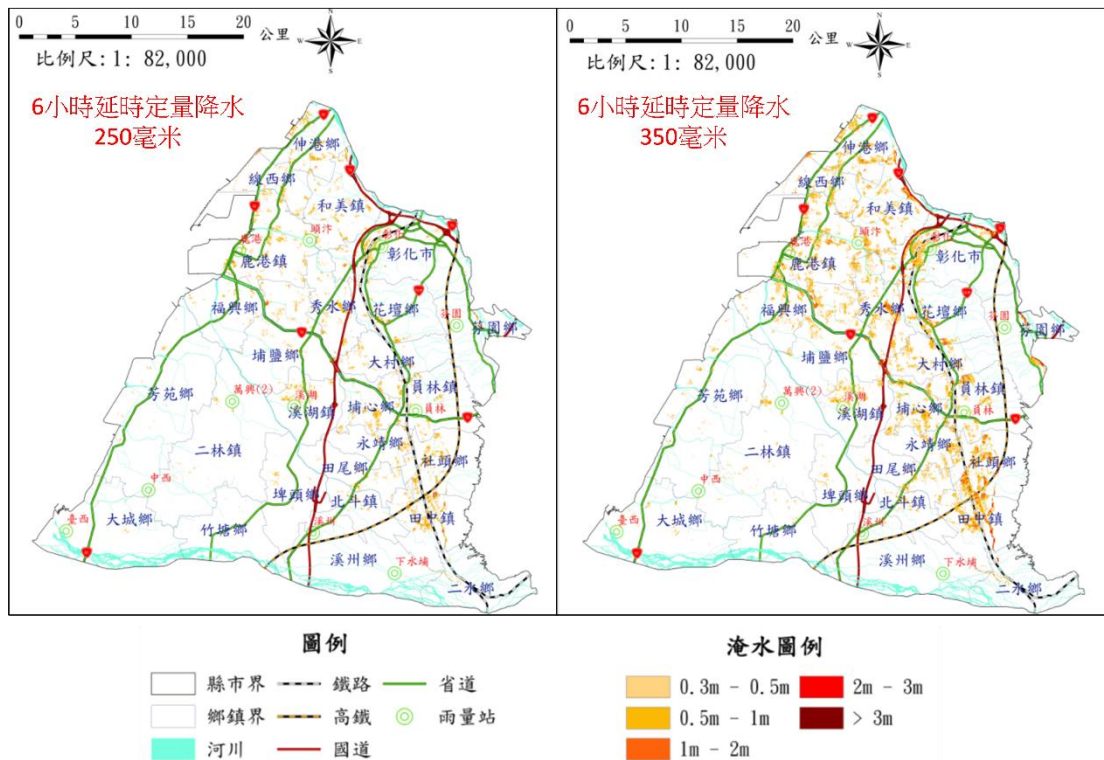 0 5 10 15 20 公里
比例尺:1: 82,000
N
W E
S
6小時延時定量降水
250毫米
伸港鄉
線西鄉
和美鎮
鹿港
頭汴
彰化市
鹿港鎮
福興鄉
秀水鄉
花壇鄉
芬園
芬園鄉
埔鹽鄉
大村鄉
芳苑鄉
萬興(2)
溪湖
溪湖鎮
埔心鄉
員林鎮
員林
二林鎮
永靖鄉
社頭鄉
田尾鄉
中西
埤頭鄉
北斗鎮
田中鎮
臺西
大城鄉
竹塘鄉
溪州
溪州鄉
下水埔
二水鄉
0 5 10 15 20 公里
比例尺:1: 82,000
N
W E
S
6小時延時定量降水
350毫米
伸港鄉
線西鄉
和美鎮
鹿港
頭汴
彰化市
鹿港鎮
福興鄉
秀水鄉
花壇鄉
芬園
芬園鄉
埔鹽鄉
大村鄉
芳苑鄉
萬興(2)
溪湖
溪湖鎮
埔心鄉
員林鎮
員林
二林鎮
永靖鄉
社頭鄉
田尾鄉
中西
埤頭鄉
北斗鎮
田中鎮
臺西
大城鄉
竹塘鄉
溪州
溪州鄉
下水埔
二水鄉
圖例
縣市界 鐵路 省道
鄉鎮界 高鐵 雨量站
河川 國道
淹水圖例
0.3m - 0.5m 2m - 3m
0.5m - 1m > 3m
1m - 2m